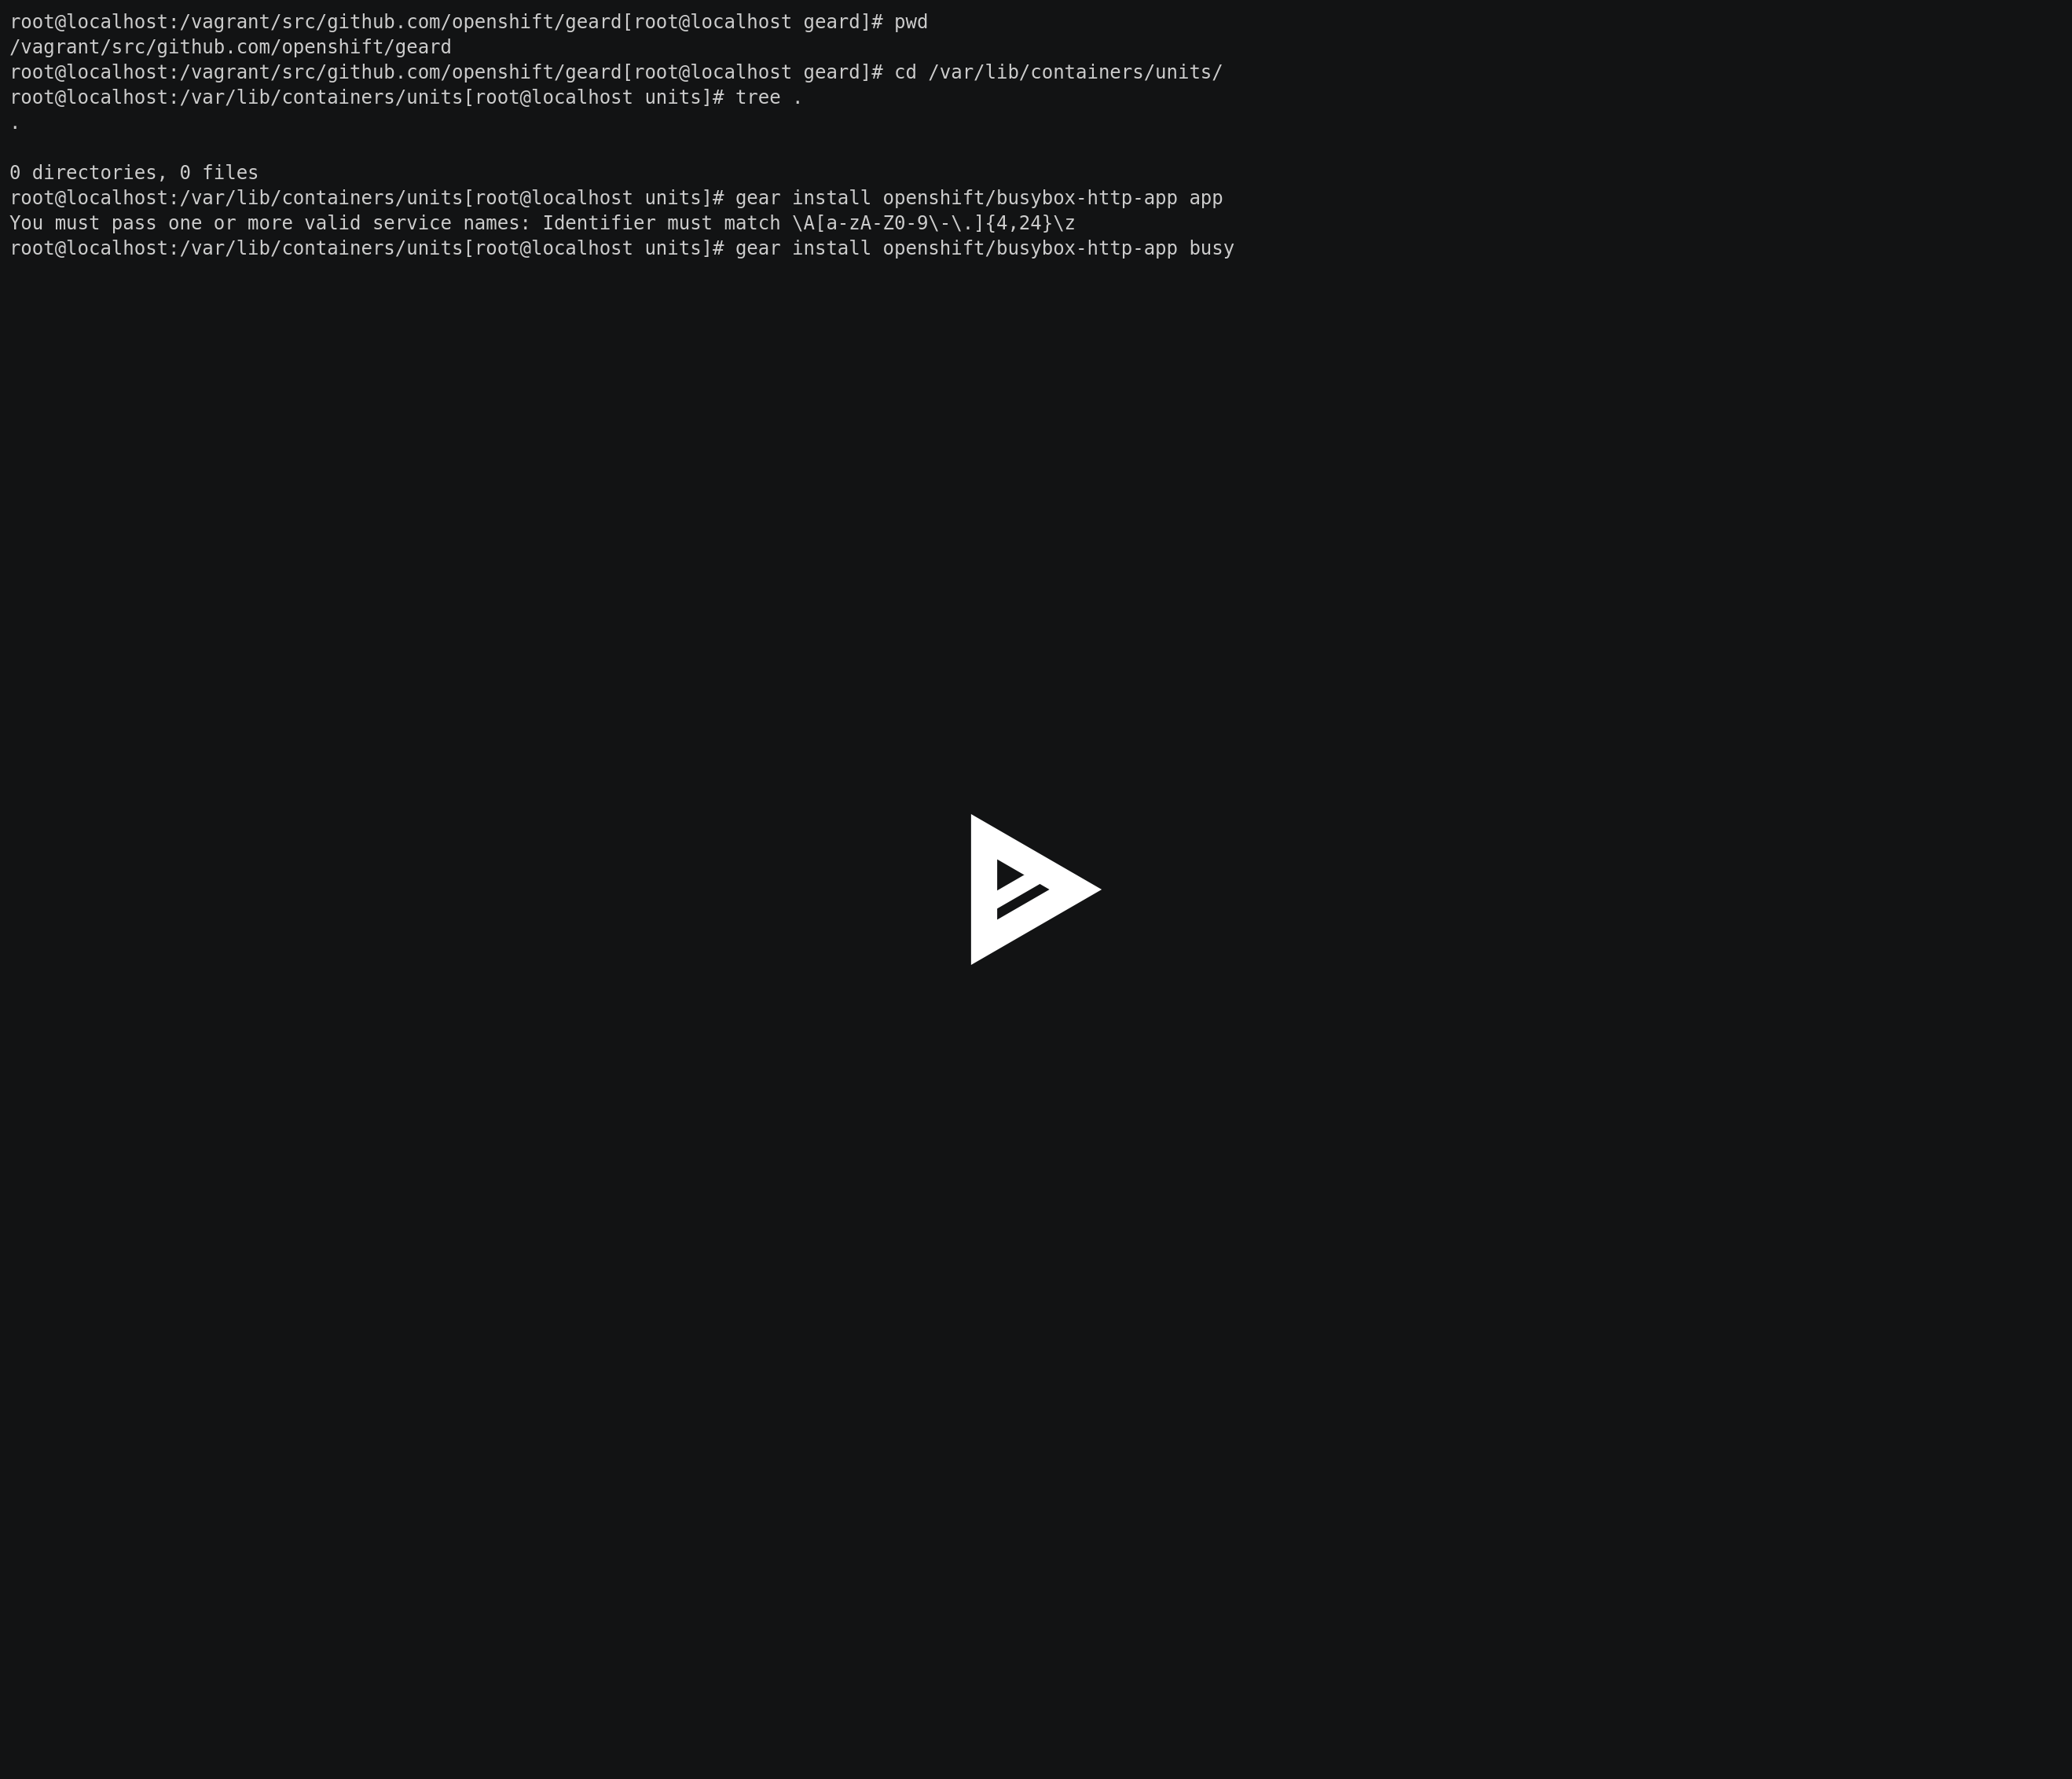 root@localhost:/vagrant/src/github.com/openshift/geard[root@localhost geard]# pwd
/vagrant/src/github.com/openshift/geard
root@localhost:/vagrant/src/github.com/openshift/geard[root@localhost geard]# cd /var/lib/containers/units/
root@localhost:/var/lib/containers/units[root@localhost units]# tree .
.
0 directories, 0 files
root@localhost:/var/lib/containers/units[root@localhost units]# gear install openshift/busybox-http-app app
You must pass one or more valid service names: Identifier must match \A[a-zA-Z0-9\-\.]{4,24}\z
root@localhost:/var/lib/containers/units[root@localhost units]# gear install openshift/busybox-http-app busy